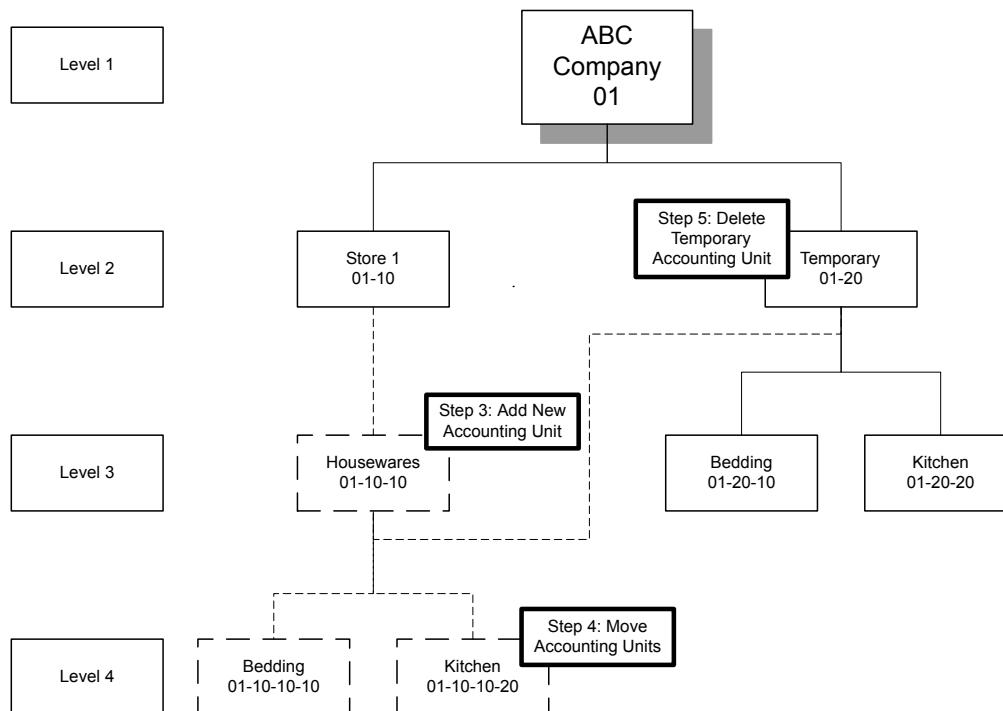 Level 1
ABC
Company
01
Level 2
Store 1
01-10
Step 5: Delete
Temporary
Accounting Unit
Temporary
01-20
Level 3
Step 3: Add New
Accounting Unit
Housewares
01-10-10
Bedding
01-20-10
Kitchen
01-20-20
Level 4
Bedding
01-10-10-10
Kitchen
01-10-10-20
Step 4: Move
Accounting Units